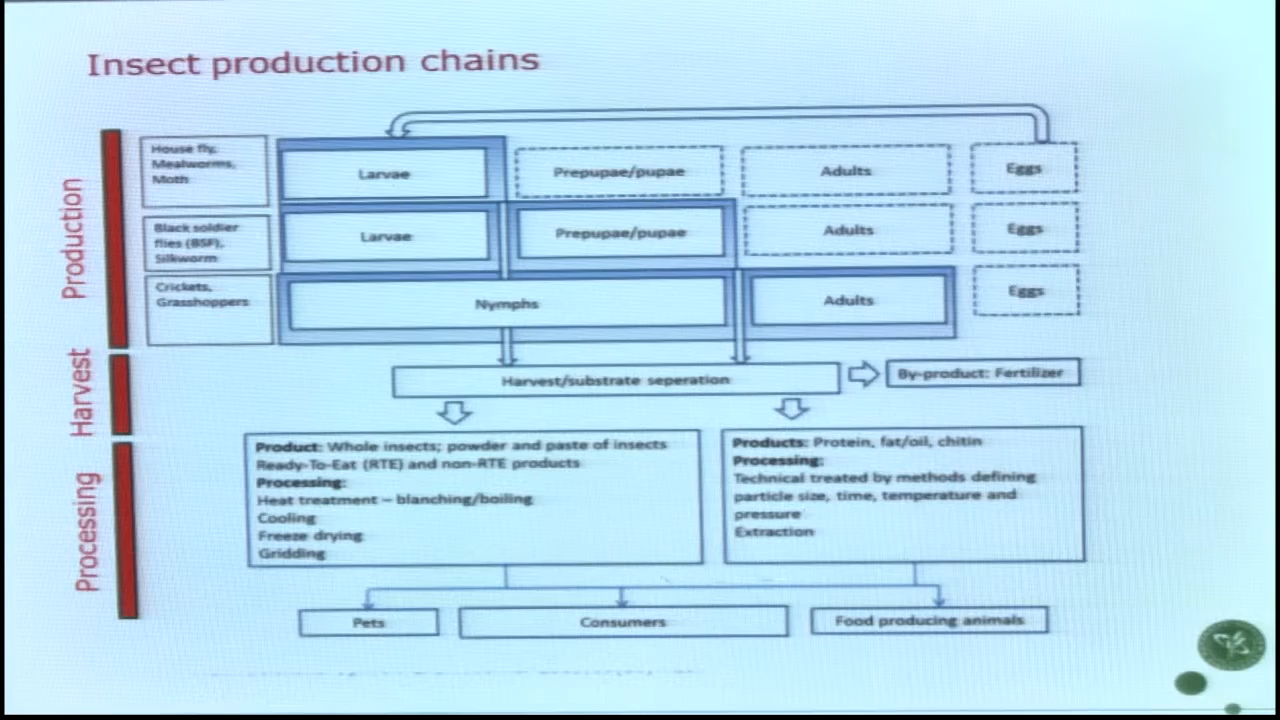 Insect production chains
Production
House fly,
Mealworms,
Moth
Larvae
Prepupae/pupae
Adults
Eggs
Black soldier
flies (BSF),
Silkworm
Larvae
Prepupae/pupae
Adults
Eggs
Crickets,
Grasshoppers
Nymphs
Adults
Eggs
Harvest
Harvest/substrate seperation
By-product: Fertilizer
Processing
Product: Whole insects; powder and paste of insects
Ready-To-Eat (RTE) and non-RTE products
Processing:
Heat treatment – blanching/boiling
Cooling
Freeze drying
Gridding
Products: Protein, fat/oil, chitin
Processing:
Technical treated by methods defining
particle size, time, temperature and
pressure
Extraction
Pets
Consumers
Food producing animals